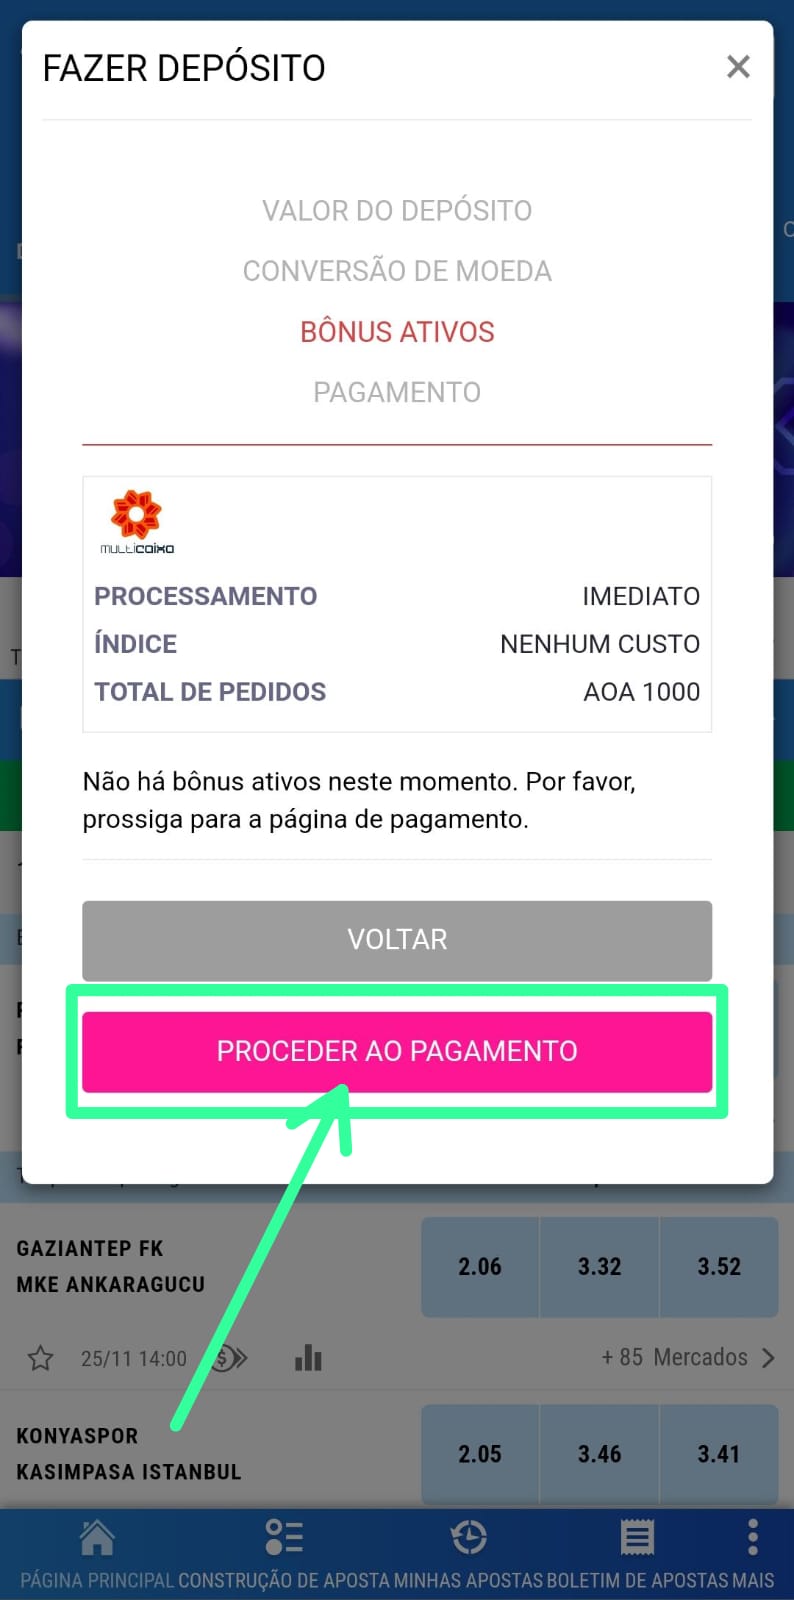 FAZER DEPÓSITO
VALOR DO DEPÓSITO
CONVERSÃO DE MOEDA
BÔNUS ATIVOS
PAGAMENTO
multicaixa
PROCESSAMENTO IMEDIATO
ÍNDICE NENHUM CUSTO
TOTAL DE PEDIDOS AOA 1000
Não há bônus ativos neste momento. Por favor,
prossiga para a página de pagamento.
VOLTAR
PROCEDER AO PAGAMENTO
GAZIANTEP FK
MKE ANKARAGUCU
2.06 3.32 3.52
25/11 14:00 + 85 Mercados
KONYASPOR
KASIMPASA ISTANBUL
2.05 3.46 3.41
PÁGINA PRINCIPAL CONSTRUÇÃO DE APOSTA MINHAS APOSTAS BOLETIM DE APOSTAS MAIS